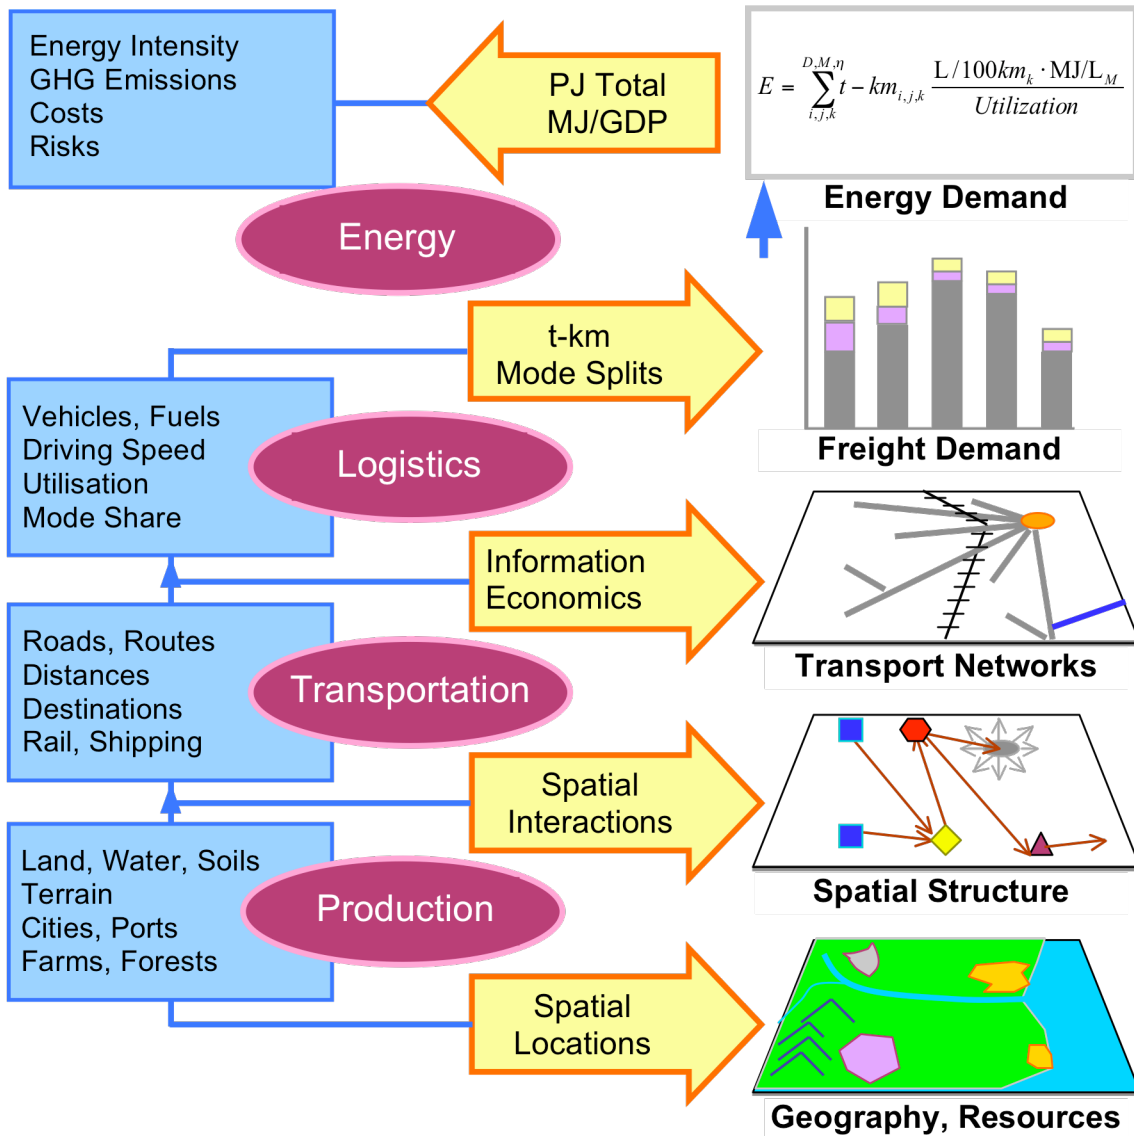 Energy Intensity
GHG Emissions
Costs
Risks
PJ Total
MJ/GDP
E = \sum_{i,j,k}^{D,M,η} t - km_{i,j,k} \frac{L/100km_k · MJ/L_M}{Utilization}
Energy Demand
Energy
t-km
Mode Splits
Freight Demand
Vehicles, Fuels
Driving Speed
Utilisation
Mode Share
Logistics
Information
Economics
Transport Networks
Roads, Routes
Distances
Destinations
Rail, Shipping
Transportation
Spatial
Interactions
Spatial Structure
Land, Water, Soils
Terrain
Cities, Ports
Farms, Forests
Production
Spatial
Locations
Geography, Resources